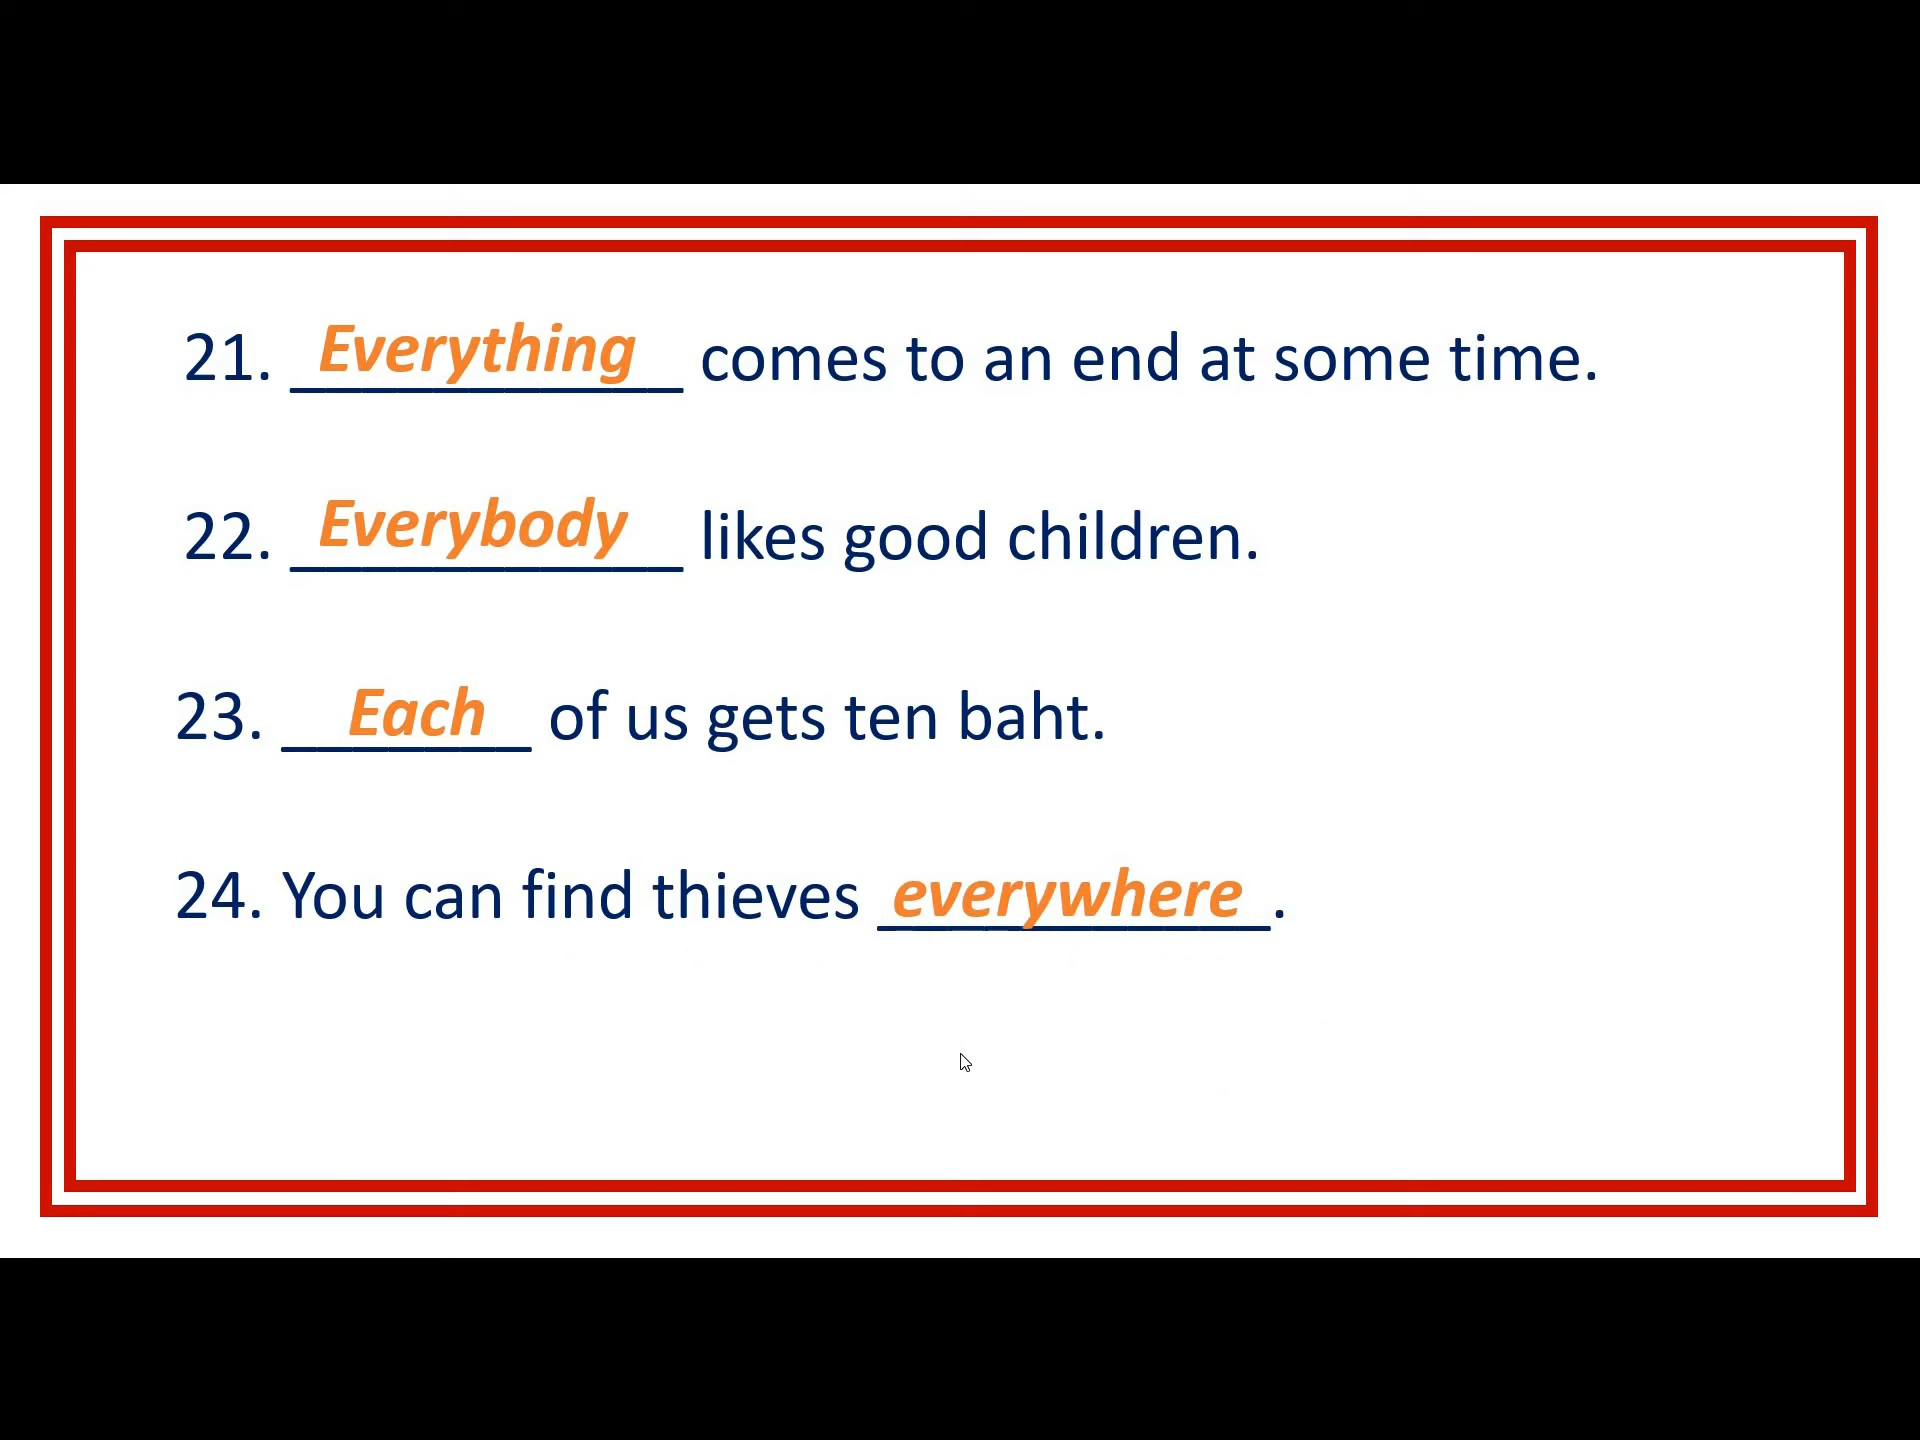 21. Everything comes to an end at some time.
22. Everybody likes good children.
23. Each of us gets ten baht.
24. You can find thieves everywhere.